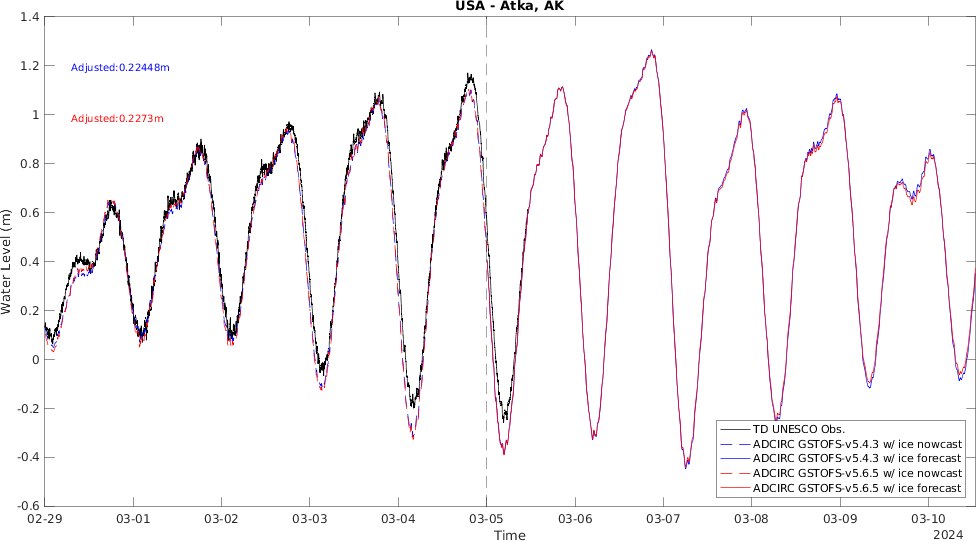 USA - Atka, AK
1.4
1.2
1
0.8
0.6
0.4
0.2
0
-0.2
-0.4
-0.6
Water Level (m)
Adjusted:0.22448m
Adjusted:0.2273m
TD UNESCO Obs.
ADCIRC GSTOFS-v5.4.3 w/ ice nowcast
ADCIRC GSTOFS-v5.4.3 w/ ice forecast
ADCIRC GSTOFS-v5.6.5 w/ ice nowcast
ADCIRC GSTOFS-v5.6.5 w/ ice forecast
02-29 03-01 03-02 03-03 03-04 03-05 03-06 03-07 03-08 03-09 03-10
Time
2024